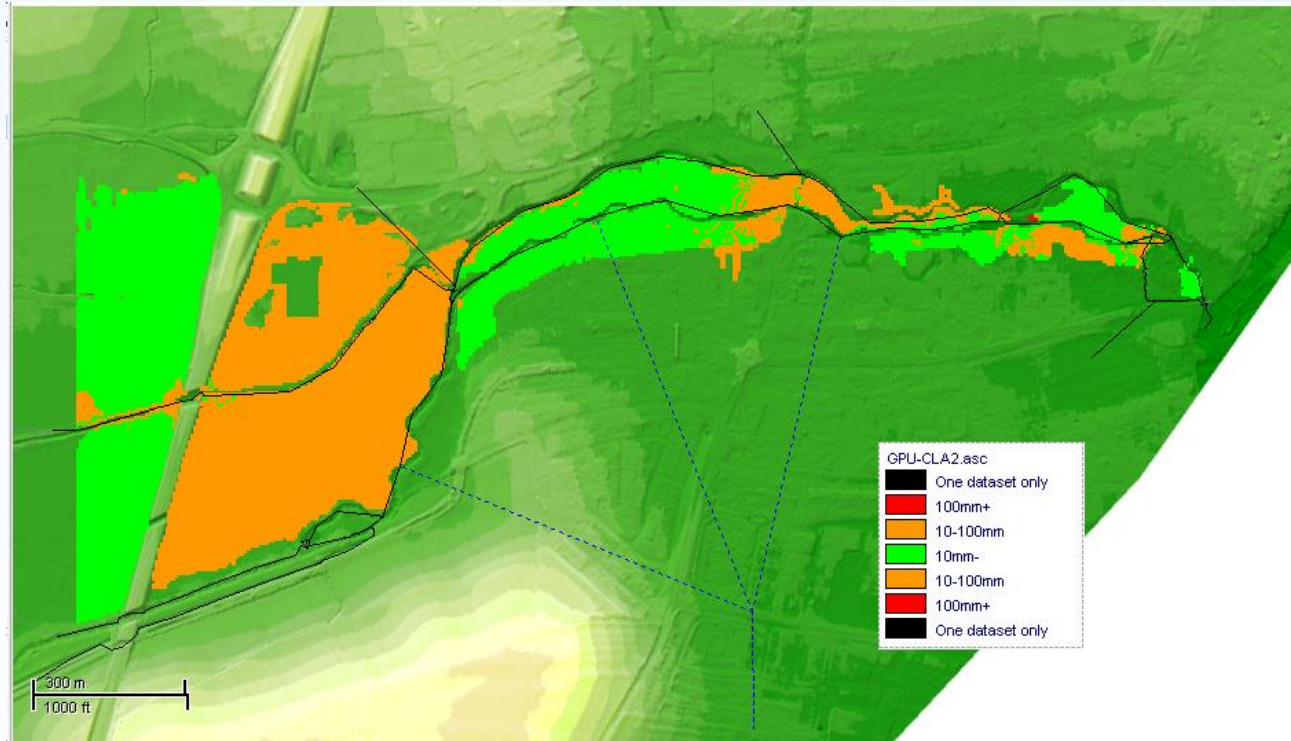 GPU-CLA2.asc
One dataset only
100mm+
10-100mm
10mm-
10-100mm
100mm+
One dataset only
300 m
1000 ft